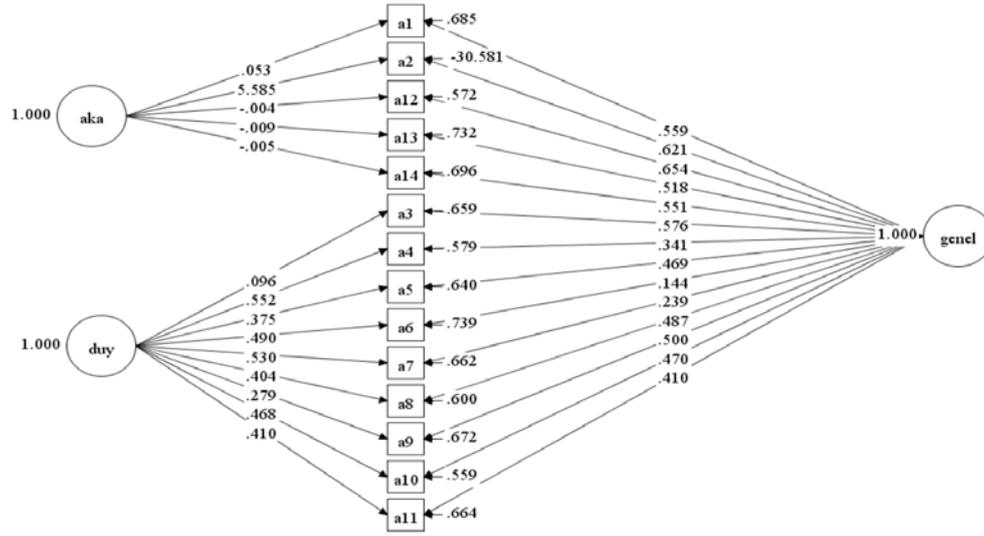 a1
.685
a2
-30.581
a12
.572
a13
.732
a14
.696
a3
.659
a4
.579
a5
.640
a6
.739
a7
.662
a8
.600
a9
.672
a10
.559
a11
.664
1.000
aka
.053
5.585
-.004
-.009
-.005
1.000
duy
.096
.552
.375
.490
.530
.404
.279
.468
.410
.559
.621
.654
.518
.551
.576
.341
.469
.144
.239
.487
.500
.470
.410
1.000
genel